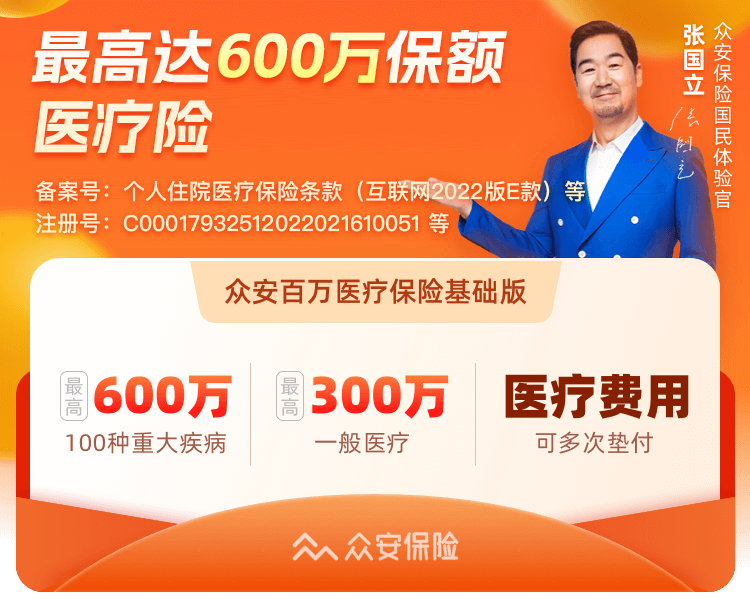 最高达600万保额
医疗险
备案号：个人住院医疗保险条款（互联网2022版E款）等
注册号：C00017932512022021610051 等
众安保险国民体验官
张国立
张国立
众安百万医疗保险基础版
最高 600万
100种重大疾病
最高 300万
一般医疗
医疗费用
可多次垫付
众安保险